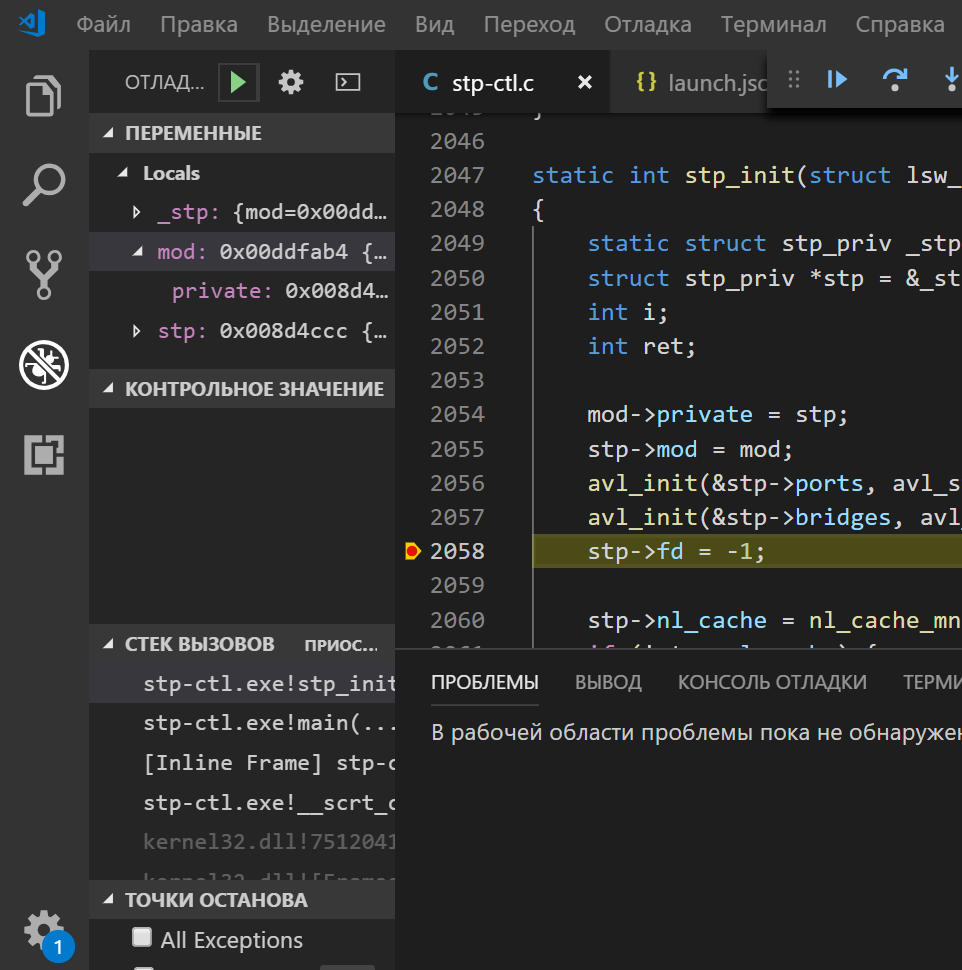 Файл Правка Выделение Вид Переход Отладка Терминал Справка
ОТЛАД...
C stp-ctl.c × {} launch.jsc
ПЕРЕМЕННЫЕ
Locals
_stp: {mod=0x00dd…
mod: 0x00ddfab4 {…
private: 0x008d4…
stp: 0x008d4ccc {…
КОНТРОЛЬНОЕ ЗНАЧЕНИЕ
СТЕК ВЫЗОВОВ ПРИОС...
stp-ctl.exe!stp_init
stp-ctl.exe!main(...
[Inline Frame] stp-c
stp-ctl.exe!__scrt_c
kernel32.dll!7512041
ТОЧКИ ОСТАНОВА
All Exceptions
1
2046
2047 static int stp_init(struct lsw_
2048 {
2049 static struct stp_priv _stp
2050 struct stp_priv *stp = &_st
2051 int i;
2052 int ret;
2053
2054 mod->private = stp;
2055 stp->mod = mod;
2056 avl_init(&stp->ports, avl_s
2057 avl_init(&stp->bridges, avl_
2058 stp->fd = -1;
2059
2060 stp->nl_cache = nl_cache_mn
ПРОБЛЕМЫ ВЫВОД КОНСОЛЬ ОТЛАДКИ ТЕРМИ
В рабочей области проблемы пока не обнаружен